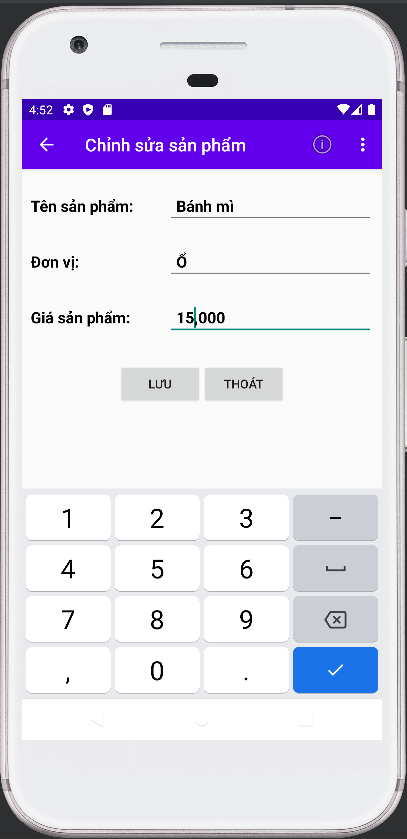 4:52
Chỉnh sửa sản phẩm
Tên sản phẩm: Bánh mì
Đơn vị: Ổ
Giá sản phẩm: 15,000
LƯU THOÁT
1 2 3 –
4 5 6
7 8 9
, 0 .